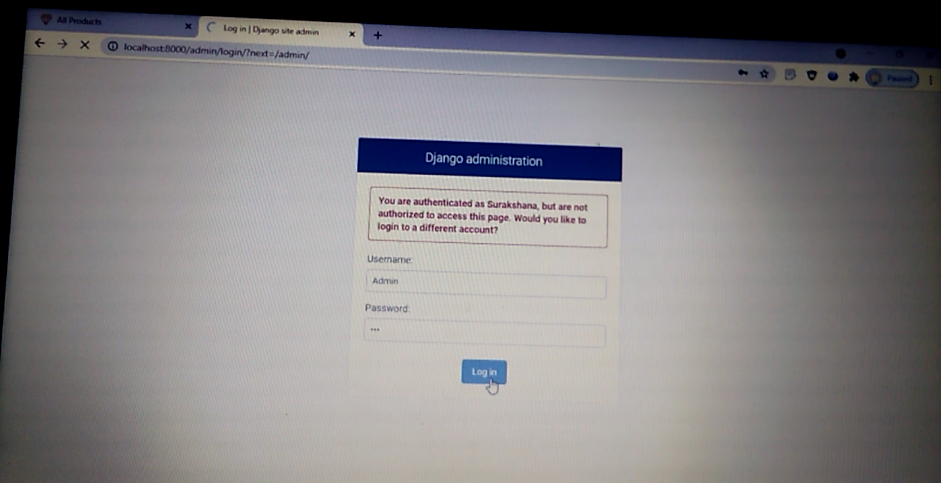 All Products
Log in | Django site admin
localhost:8000/admin/login/?next=/admin/
Paused
Django administration
You are authenticated as Surakshana, but are not
authorized to access this page. Would you like to
login to a different account?
Username:
Admin
Password:
Log in